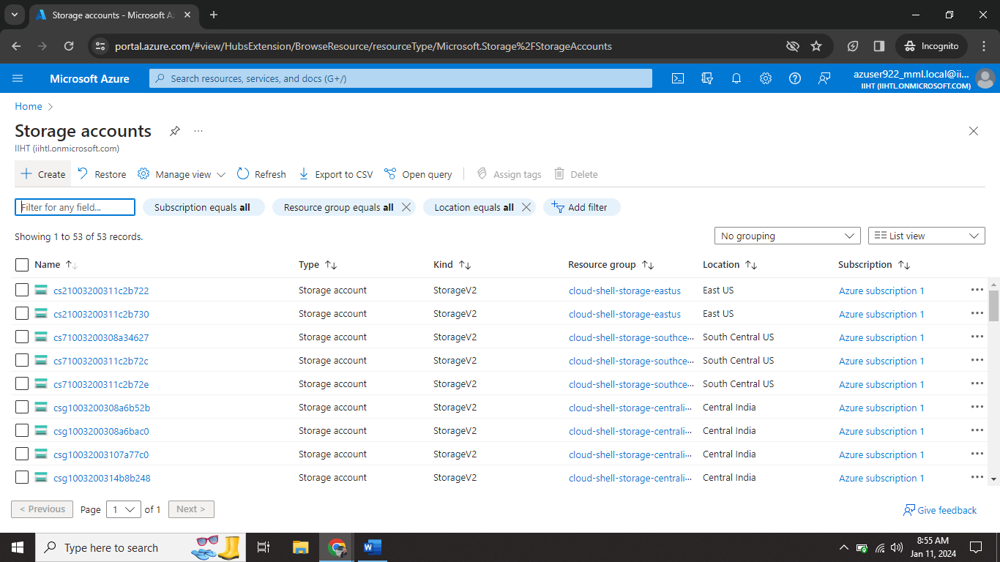 Storage accounts - Microsoft Az
portal.azure.com/#view/HubsExtension/BrowseResource/resourceType/Microsoft.Storage%2FStorageAccounts
Incognito
Microsoft Azure
Search resources, services, and docs (G+/)
azuser922_mml.local@ii...
IIHT (IIHTL.ONMICROSOFT.COM)
Home
Storage accounts
IIHT (iihtl.onmicrosoft.com)
Create Restore Manage view Refresh Export to CSV Open query Assign tags Delete
Filter for any field... Subscription equals all Resource group equals all Location equals all Add filter
Showing 1 to 53 of 53 records. No grouping List view
Name Type Kind Resource group Location Subscription
cs21003200311c2b722 Storage account StorageV2 cloud-shell-storage-eastus East US Azure subscription 1
cs21003200311c2b730 Storage account StorageV2 cloud-shell-storage-eastus East US Azure subscription 1
cs71003200308a34627 Storage account StorageV2 cloud-shell-storage-southce... South Central US Azure subscription 1
cs71003200311c2b72c Storage account StorageV2 cloud-shell-storage-southce... South Central US Azure subscription 1
cs71003200311c2b72e Storage account StorageV2 cloud-shell-storage-southce... South Central US Azure subscription 1
csg1003200308a6b52b Storage account StorageV2 cloud-shell-storage-centrali... Central India Azure subscription 1
csg1003200308a6bac0 Storage account StorageV2 cloud-shell-storage-centrali... Central India Azure subscription 1
csg10032003107a77c0 Storage account StorageV2 cloud-shell-storage-centrali... Central India Azure subscription 1
csg1003200314b8b248 Storage account StorageV2 cloud-shell-storage-centrali... Central India Azure subscription 1
< Previous Page 1 of 1 Next >
Give feedback
Type here to search
8:55 AM
Jan 11, 2024